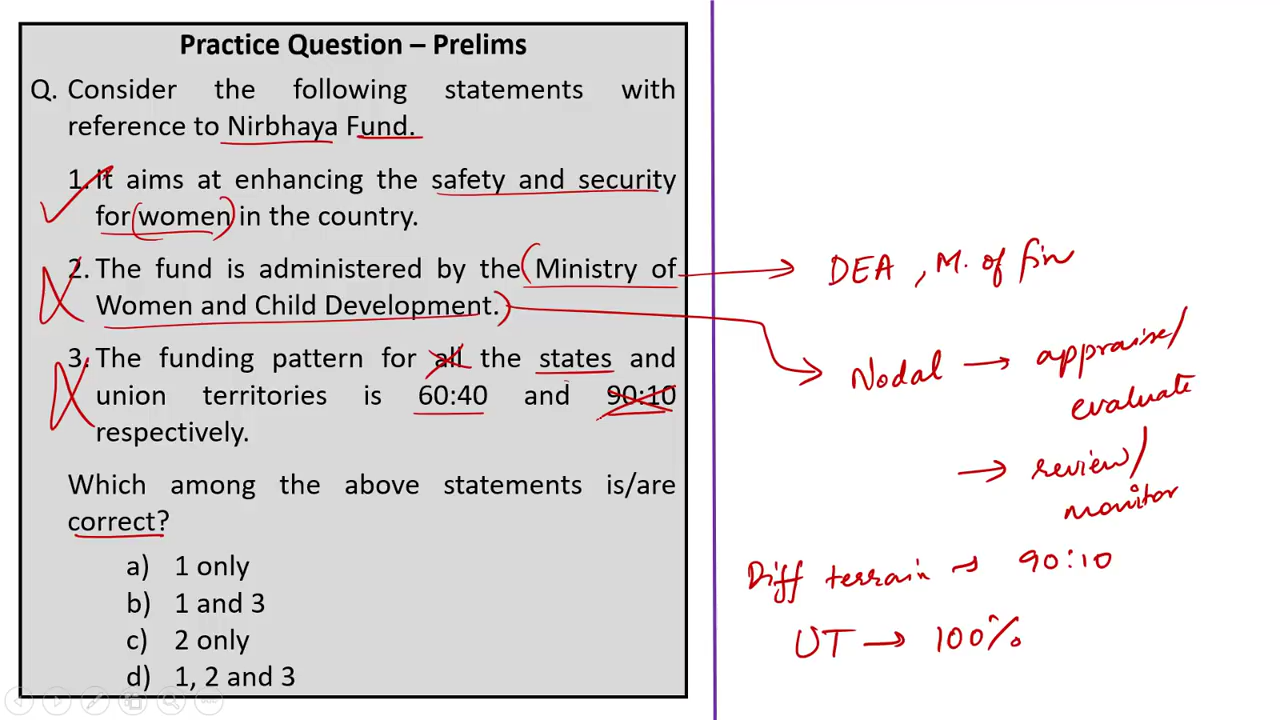 Practice Question – Prelims
Q. Consider the following statements with
reference to Nirbhaya Fund.
1. It aims at enhancing the safety and security
for women in the country.
2. The fund is administered by the Ministry of
Women and Child Development.
3. The funding pattern for all the states and
union territories is 60:40 and 90:10
respectively.
Which among the above statements is/are
correct?
a) 1 only
b) 1 and 3
c) 2 only
d) 1, 2 and 3
DEA , M. of fin
Nodal → appraise/
evaluate
→ review/
monitor
Diff terrain → 90:10
UT → 100%